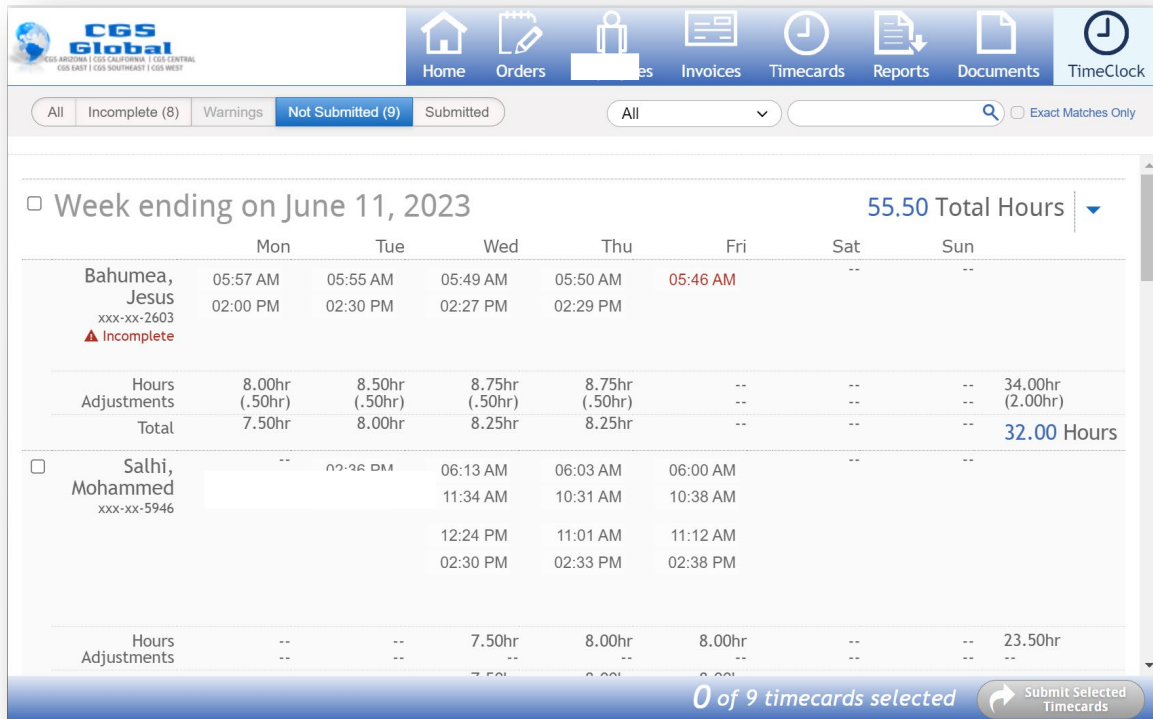 CGS
Global
CGS ARIZONA | CGS CALIFORNIA | CGS CENTRAL
CGS EAST | CGS SOUTHEAST | CGS WEST
Home Orders es Invoices Timecards Reports Documents TimeClock
All Incomplete (8) Warnings Not Submitted (9) Submitted All Exact Matches Only
Week ending on June 11, 2023 55.50 Total Hours
Mon Tue Wed Thu Fri Sat Sun
Bahumea, 05:57 AM 05:55 AM 05:49 AM 05:50 AM 05:46 AM -- --
Jesus 02:00 PM 02:30 PM 02:27 PM 02:29 PM
xxx-xx-2603
Incomplete
Hours 8.00hr 8.50hr 8.75hr 8.75hr -- -- -- 34.00hr
Adjustments (.50hr) (.50hr) (.50hr) (.50hr) -- -- -- (2.00hr)
Total 7.50hr 8.00hr 8.25hr 8.25hr -- -- -- 32.00 Hours
Salhi, -- 02:36 PM 06:13 AM 06:03 AM 06:00 AM -- --
Mohammed 11:34 AM 10:31 AM 10:38 AM
xxx-xx-5946
12:24 PM 11:01 AM 11:12 AM
02:30 PM 02:33 PM 02:38 PM
Hours -- -- 7.50hr 8.00hr 8.00hr -- -- 23.50hr
Adjustments -- -- -- -- -- -- -- --
0 of 9 timecards selected Submit Selected
Timecards